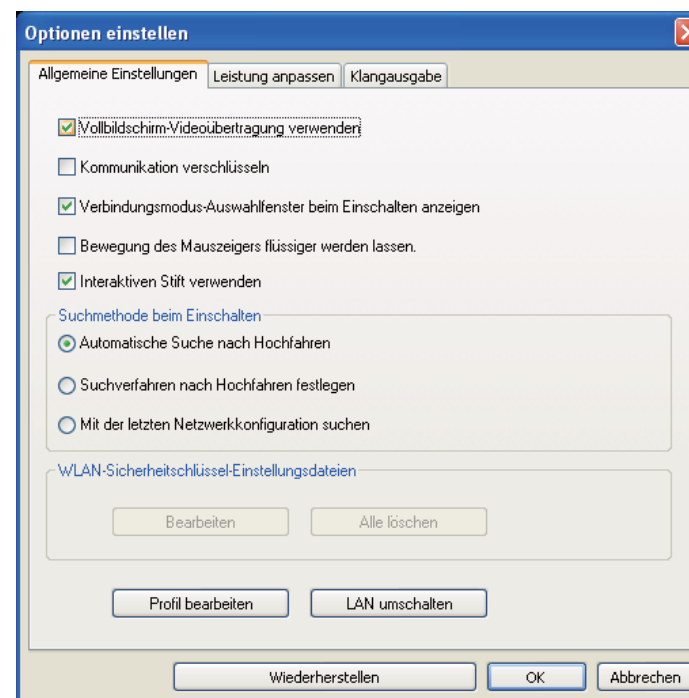 Optionen einstellen
Allgemeine Einstellungen Leistung anpassen Klangausgabe
Vollbildschirm-Videoübertragung verwenden
Kommunikation verschlüsseln
Verbindungsmodus-Auswahlfenster beim Einschalten anzeigen
Bewegung des Mauszeigers flüssiger werden lassen.
Interaktiven Stift verwenden
Suchmethode beim Einschalten
Automatische Suche nach Hochfahren
Suchverfahren nach Hochfahren festlegen
Mit der letzten Netzwerkkonfiguration suchen
WLAN-Sicherheitschlüssel-Einstellungsdateien
Bearbeiten Alle löschen
Profil bearbeiten LAN umschalten
Wiederherstellen OK Abbrechen